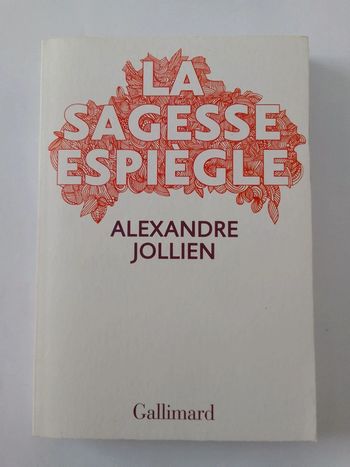 LA
SAGESSE
ESPIÈGLE
ALEXANDRE
JOLLIEN
Gallimard